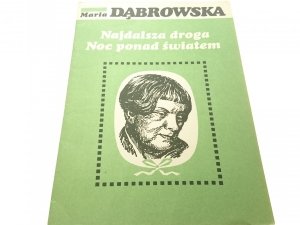 Maria DĄBROWSKA
Najdalsza droga
Noc ponad światem